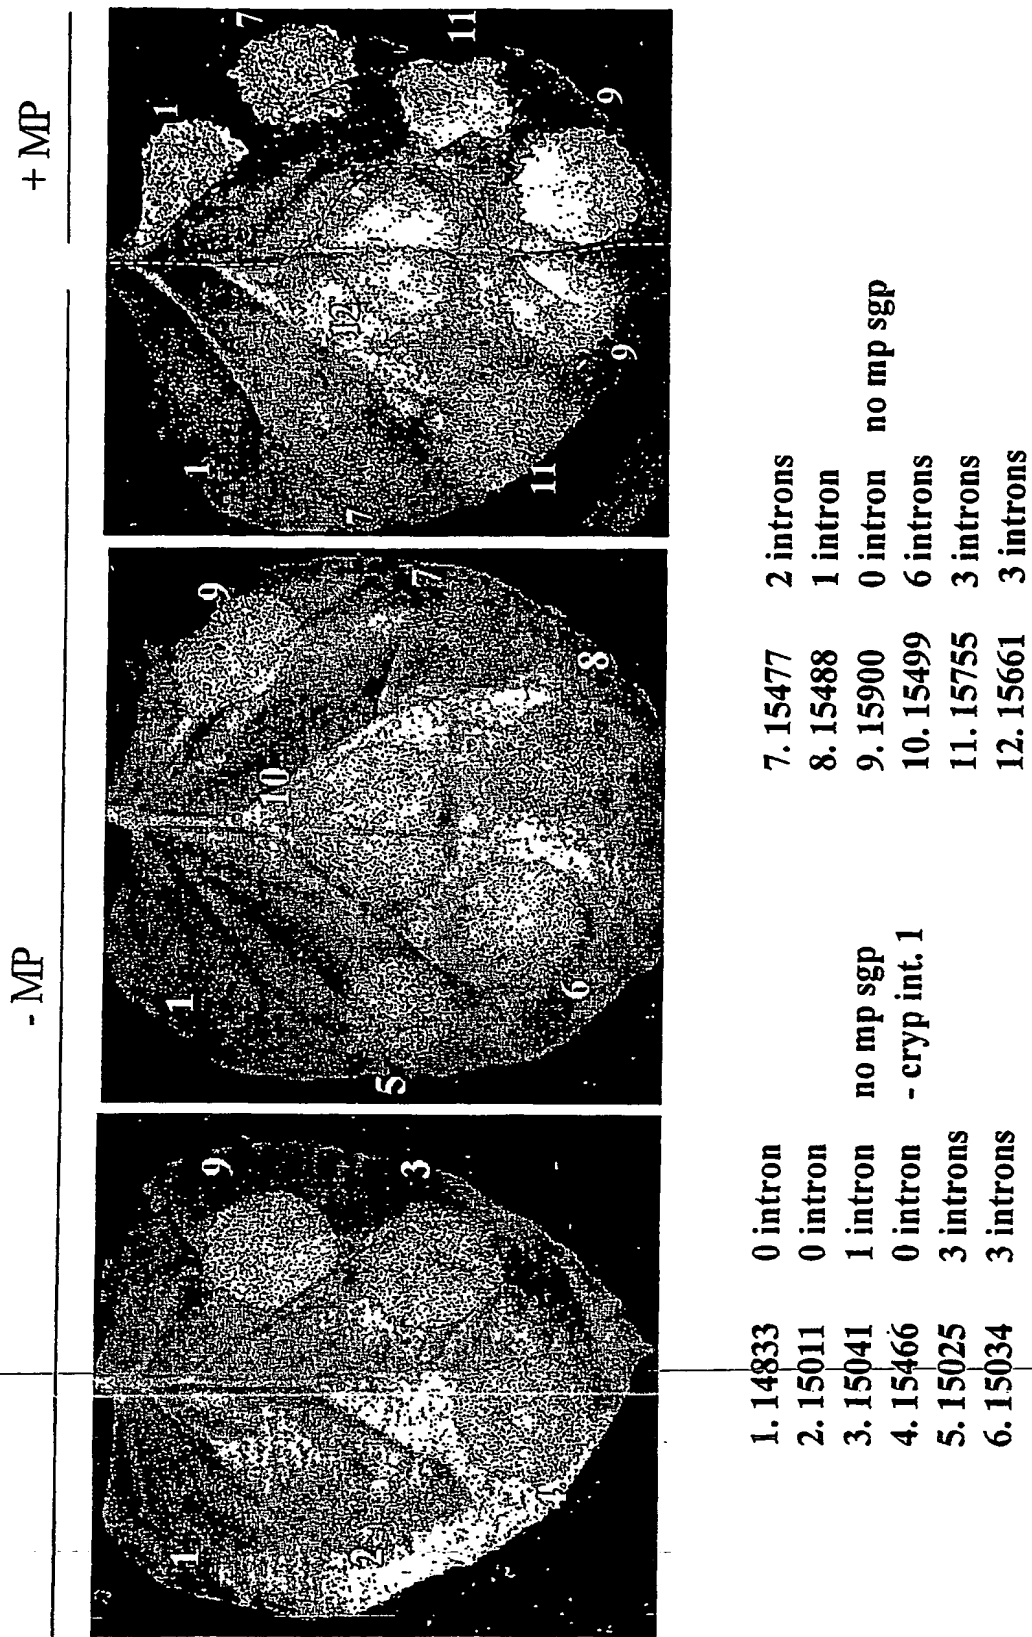 - MP
+ MP
1
9
2
3
1
9
10
5
7
6
8
1
1
7
12
7
11
11
9
9
1. 14833 0 intron
2. 15011 0 intron
3. 15041 1 intron no mp sgp
4. 15466 0 intron - cryp int. 1
5. 15025 3 introns
6. 15034 3 introns
7. 15477 2 introns
8. 15488 1 intron
9. 15900 0 intron no mp sgp
10. 15499 6 introns
11. 15755 3 introns
12. 15661 3 introns